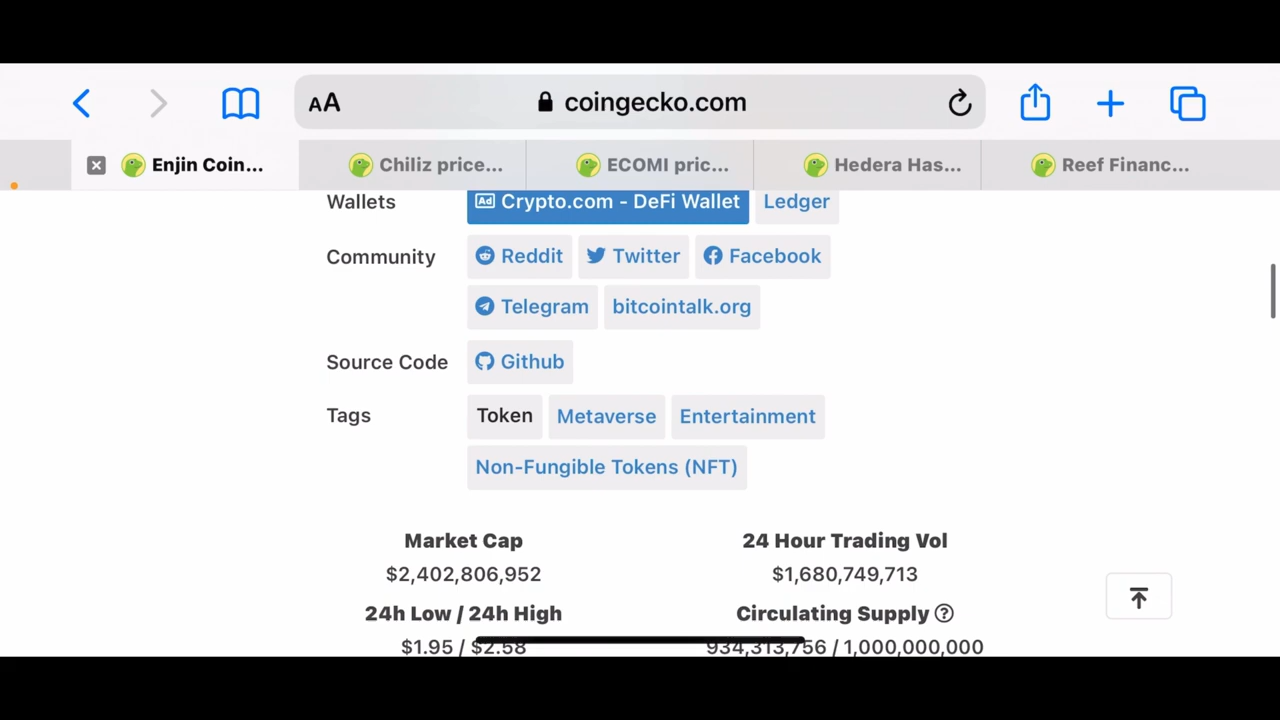 AA coingecko.com
Enjin Coin... Chiliz price... ECOMI pric... Hedera Has... Reef Financ...
Wallets Ad Crypto.com - DeFi Wallet Ledger
Community Reddit Twitter Facebook
Telegram bitcointalk.org
Source Code Github
Tags Token Metaverse Entertainment
Non-Fungible Tokens (NFT)
Market Cap 24 Hour Trading Vol
$2,402,806,952 $1,680,749,713
24h Low / 24h High Circulating Supply ?
$1.95 / $2.58 934,313,756 / 1,000,000,000